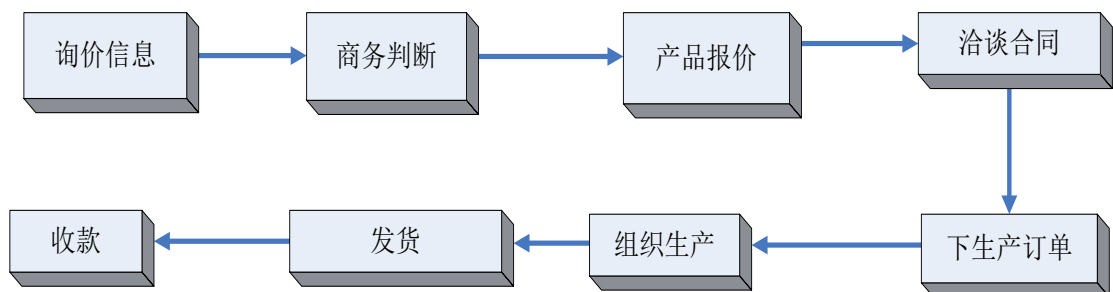 询价信息
商务判断
产品报价
洽谈合同
下生产订单
组织生产
发货
收款